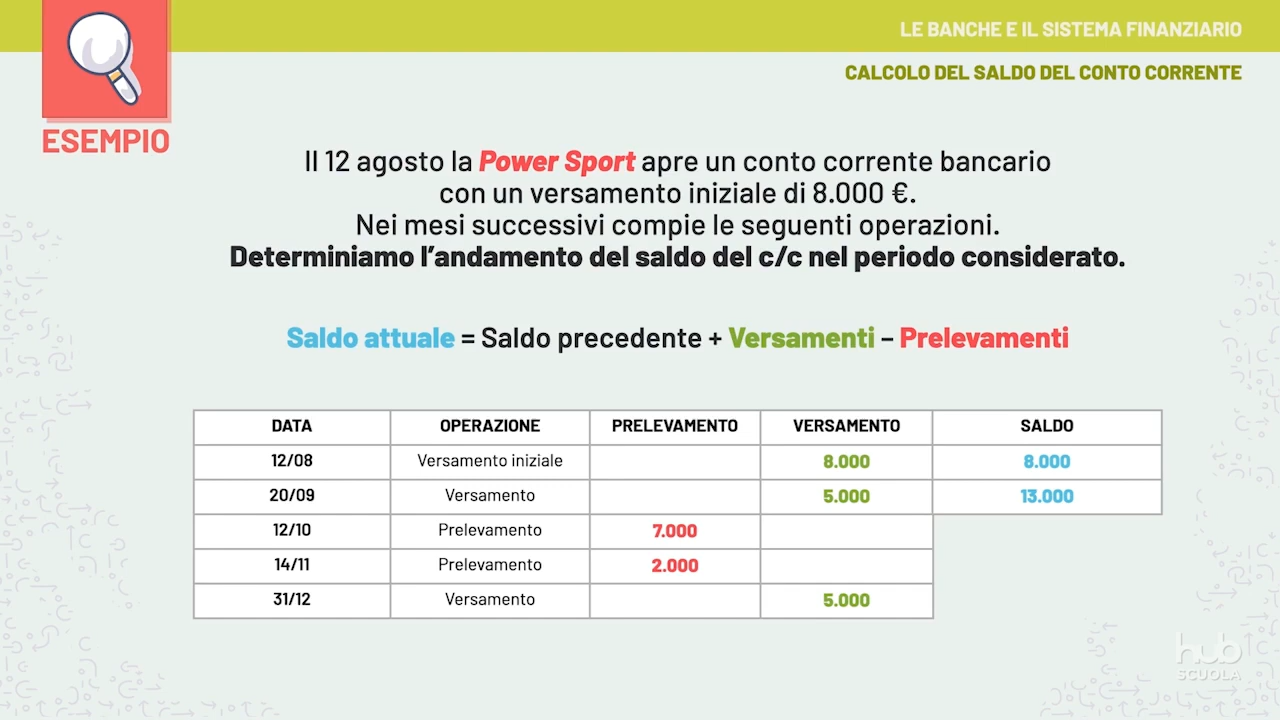 LE BANCHE E IL SISTEMA FINANZIARIO
CALCOLO DEL SALDO DEL CONTO CORRENTE
ESEMPIO
Il 12 agosto la Power Sport apre un conto corrente bancario
con un versamento iniziale di 8.000 €.
Nei mesi successivi compie le seguenti operazioni.
Determiniamo l'andamento del saldo del c/c nel periodo considerato.
Saldo attuale = Saldo precedente + Versamenti – Prelevamenti
DATA OPERAZIONE PRELEVAMENTO VERSAMENTO SALDO
12/08 Versamento iniziale 8.000 8.000
20/09 Versamento 5.000 13.000
12/10 Prelevamento 7.000
14/11 Prelevamento 2.000
31/12 Versamento 5.000
hub
SCUOLA